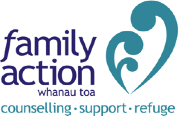 family
action
whanau toa
counselling · support · refuge